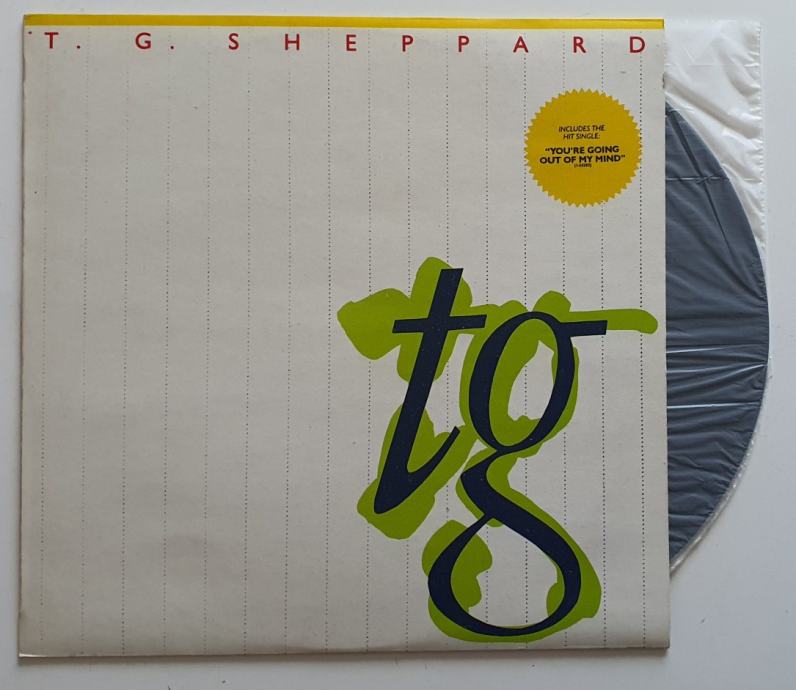 T. G. SHEPPARD
INCLUDES THE
HIT SINGLE:
"YOU'RE GOING
OUT OF MY MIND"
tg